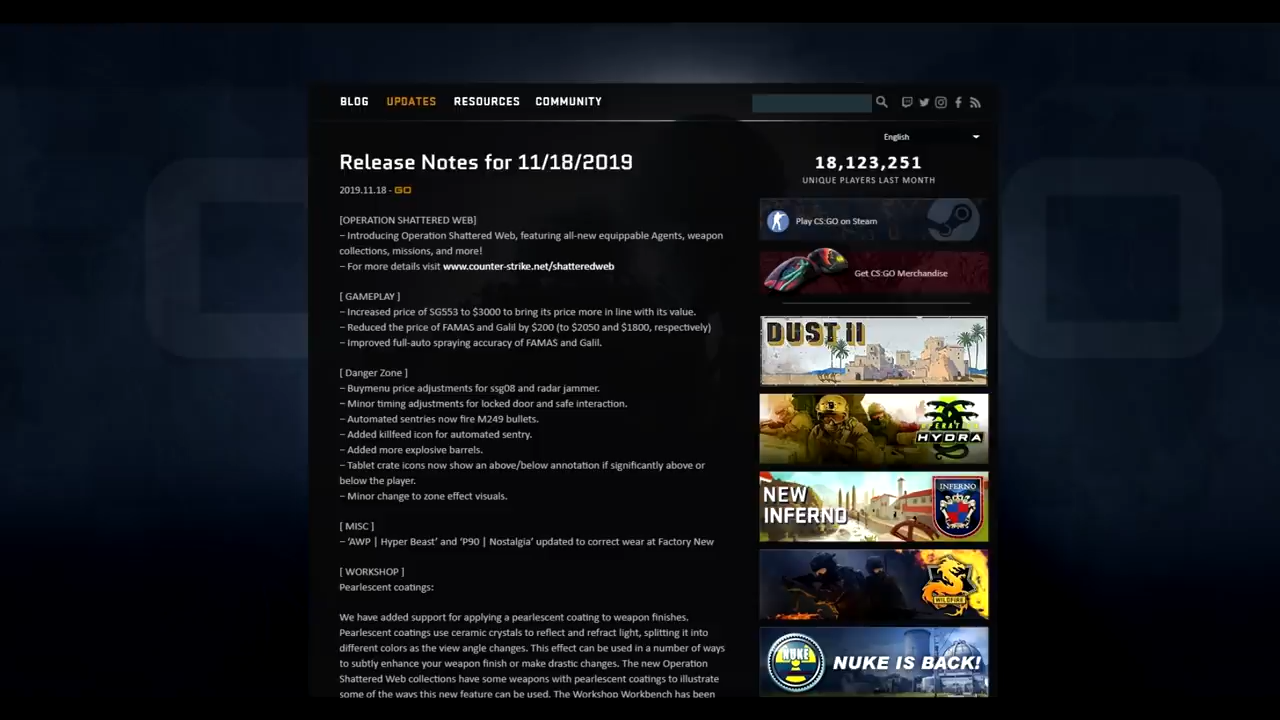 BLOG UPDATES RESOURCES COMMUNITY
English
Release Notes for 11/18/2019
2019.11.18 - GO
[OPERATION SHATTERED WEB]
– Introducing Operation Shattered Web, featuring all-new equippable Agents, weapon
collections, missions, and more!
– For more details visit www.counter-strike.net/shatteredweb
[ GAMEPLAY ]
– Increased price of SG553 to $3000 to bring its price more in line with its value.
– Reduced the price of FAMAS and Galil by $200 (to $2050 and $1800, respectively)
– Improved full-auto spraying accuracy of FAMAS and Galil.
[ Danger Zone ]
– Buymenu price adjustments for ssg08 and radar jammer.
– Minor timing adjustments for locked door and safe interaction.
– Automated sentries now fire M249 bullets.
– Added killfeed icon for automated sentry.
– Added more explosive barrels.
– Tablet crate icons now show an above/below annotation if significantly above or
below the player.
– Minor change to zone effect visuals.
[ MISC ]
– ‘AWP | Hyper Beast’ and ‘P90 | Nostalgia’ updated to correct wear at Factory New
[ WORKSHOP ]
Pearlescent coatings:
We have added support for applying a pearlescent coating to weapon finishes.
Pearlescent coatings use ceramic crystals to reflect and refract light, splitting it into
different colors as the view angle changes. This effect can be used in a number of ways
to subtly enhance your weapon finish or make drastic changes. The new Operation
Shattered Web collections have some weapons with pearlescent coatings to illustrate
some of the ways this new feature can be used. The Workshop Workbench has been
18,123,251
UNIQUE PLAYERS LAST MONTH
Play CS:GO on Steam
Get CS:GO Merchandise
DUST II
OPERATION
HYDRA
NEW
INFERNO
INFERNO
WILDFIRE
NUKE
NUKE IS BACK!
GO